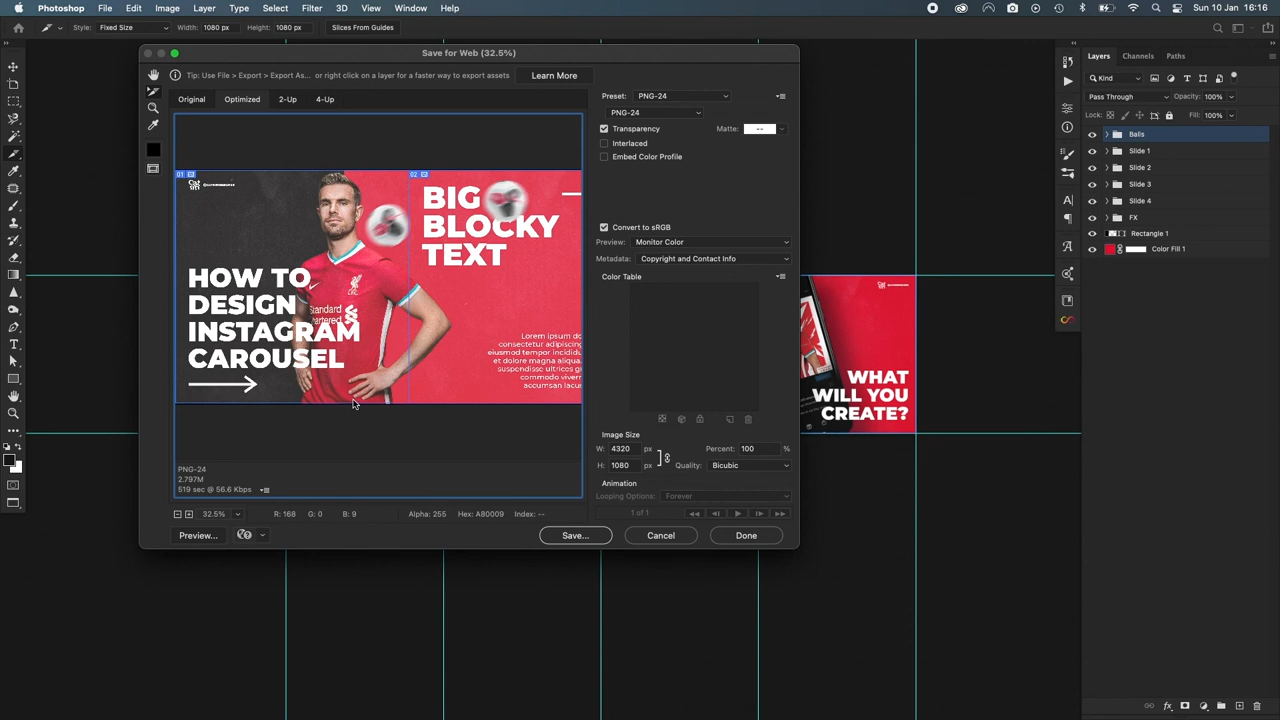 Photoshop File Edit Image Layer Type Select Filter 3D View Window Help
Sun 10 Jan 16:16
Style: Fixed Size Width: 1080 px Height: 1080 px Slices From Guides
Save for Web (32.5%)
Tip: Use File > Export > Export As... or right click on a layer for a faster way to export assets
Learn More
Original Optimized 2-Up 4-Up
01
02
HOW TO
DESIGN
INSTAGRAM
CAROUSEL
Standard
Chartered
BIG
BLOCKY
TEXT
Lorem ipsum do
consectetur adipiscing
eiusmod tempor incididu
et dolore magna aliqua.
suspendisse ultrices gr
commodo viverr
accumsan lacus
PNG-24
2.797M
519 sec @ 56.6 Kbps
32.5% R: 168 G: 0 B: 9 Alpha: 255 Hex: A80009 Index: --
Preview... Save... Cancel Done
Preset: PNG-24
PNG-24
Transparency Matte: --
Interlaced
Embed Color Profile
Convert to sRGB
Preview: Monitor Color
Metadata: Copyright and Contact Info
Color Table
Image Size
W: 4320 px Percent: 100 %
H: 1080 px Quality: Bicubic
Animation
Looping Options: Forever
1 of 1
WHAT
WILL YOU
CREATE?
Layers Channels Paths
Kind
Pass Through Opacity: 100%
Lock: Fill: 100%
Balls
Slide 1
Slide 2
Slide 3
Slide 4
FX
Rectangle 1
Color Fill 1